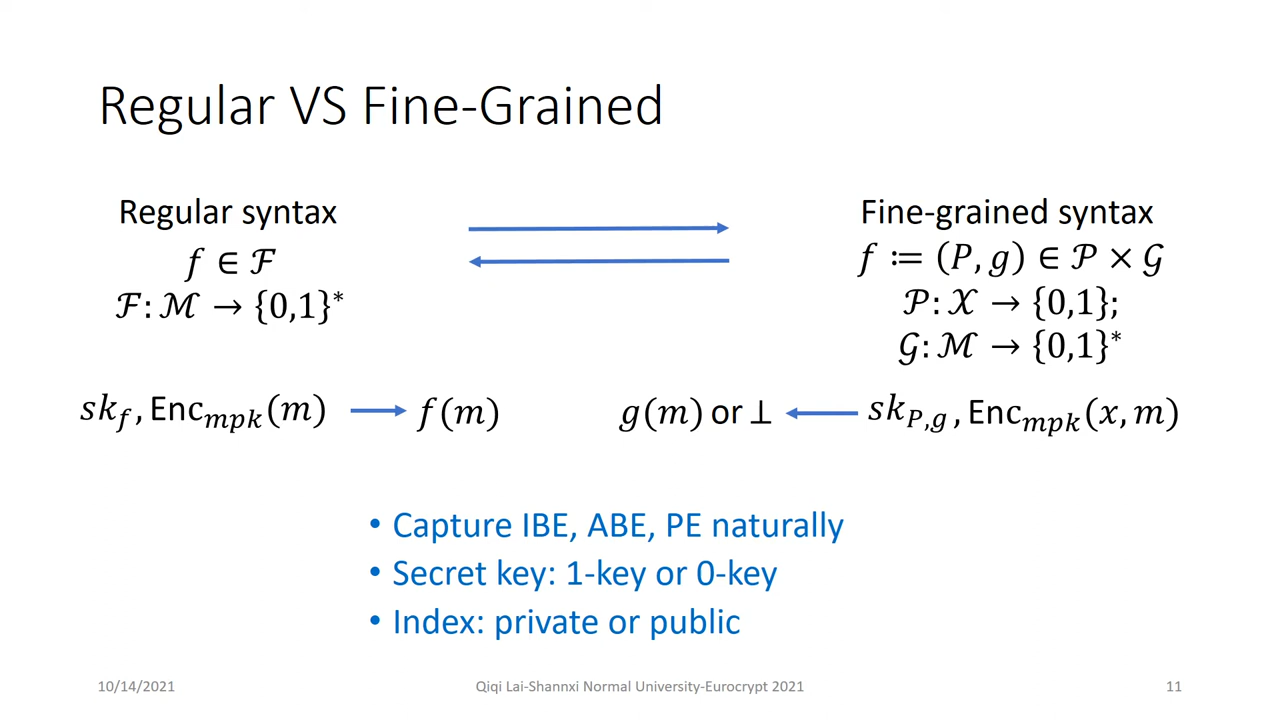 Regular VS Fine-Grained
Regular syntax
𝑓 ∈ ℱ
ℱ: ℳ → {0,1}*
𝑠𝑘_𝑓, Enc_𝑚𝑝𝑘(𝑚) → 𝑓(𝑚)
Fine-grained syntax
𝑓 ≔ (𝑃, 𝑔) ∈ 𝒫 × 𝒢
𝒫: 𝒳 → {0,1};
𝒢: ℳ → {0,1}*
𝑔(𝑚) or ⊥ ← 𝑠𝑘_𝑃,𝑔, Enc_𝑚𝑝𝑘(𝑥, 𝑚)
• Capture IBE, ABE, PE naturally
• Secret key: 1-key or 0-key
• Index: private or public
10/14/2021
Qiqi Lai-Shannxi Normal University-Eurocrypt 2021
11